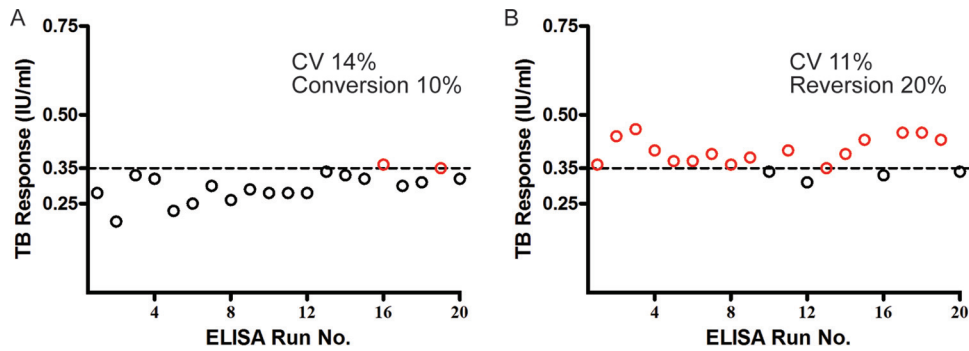 A
TB Response (IU/ml)
0.75
0.50
0.35
0.25
CV 14%
Conversion 10%
4
8
12
16
20
ELISA Run No.
B
TB Response (IU/ml)
0.75
0.50
0.35
0.25
CV 11%
Reversion 20%
4
8
12
16
20
ELISA Run No.